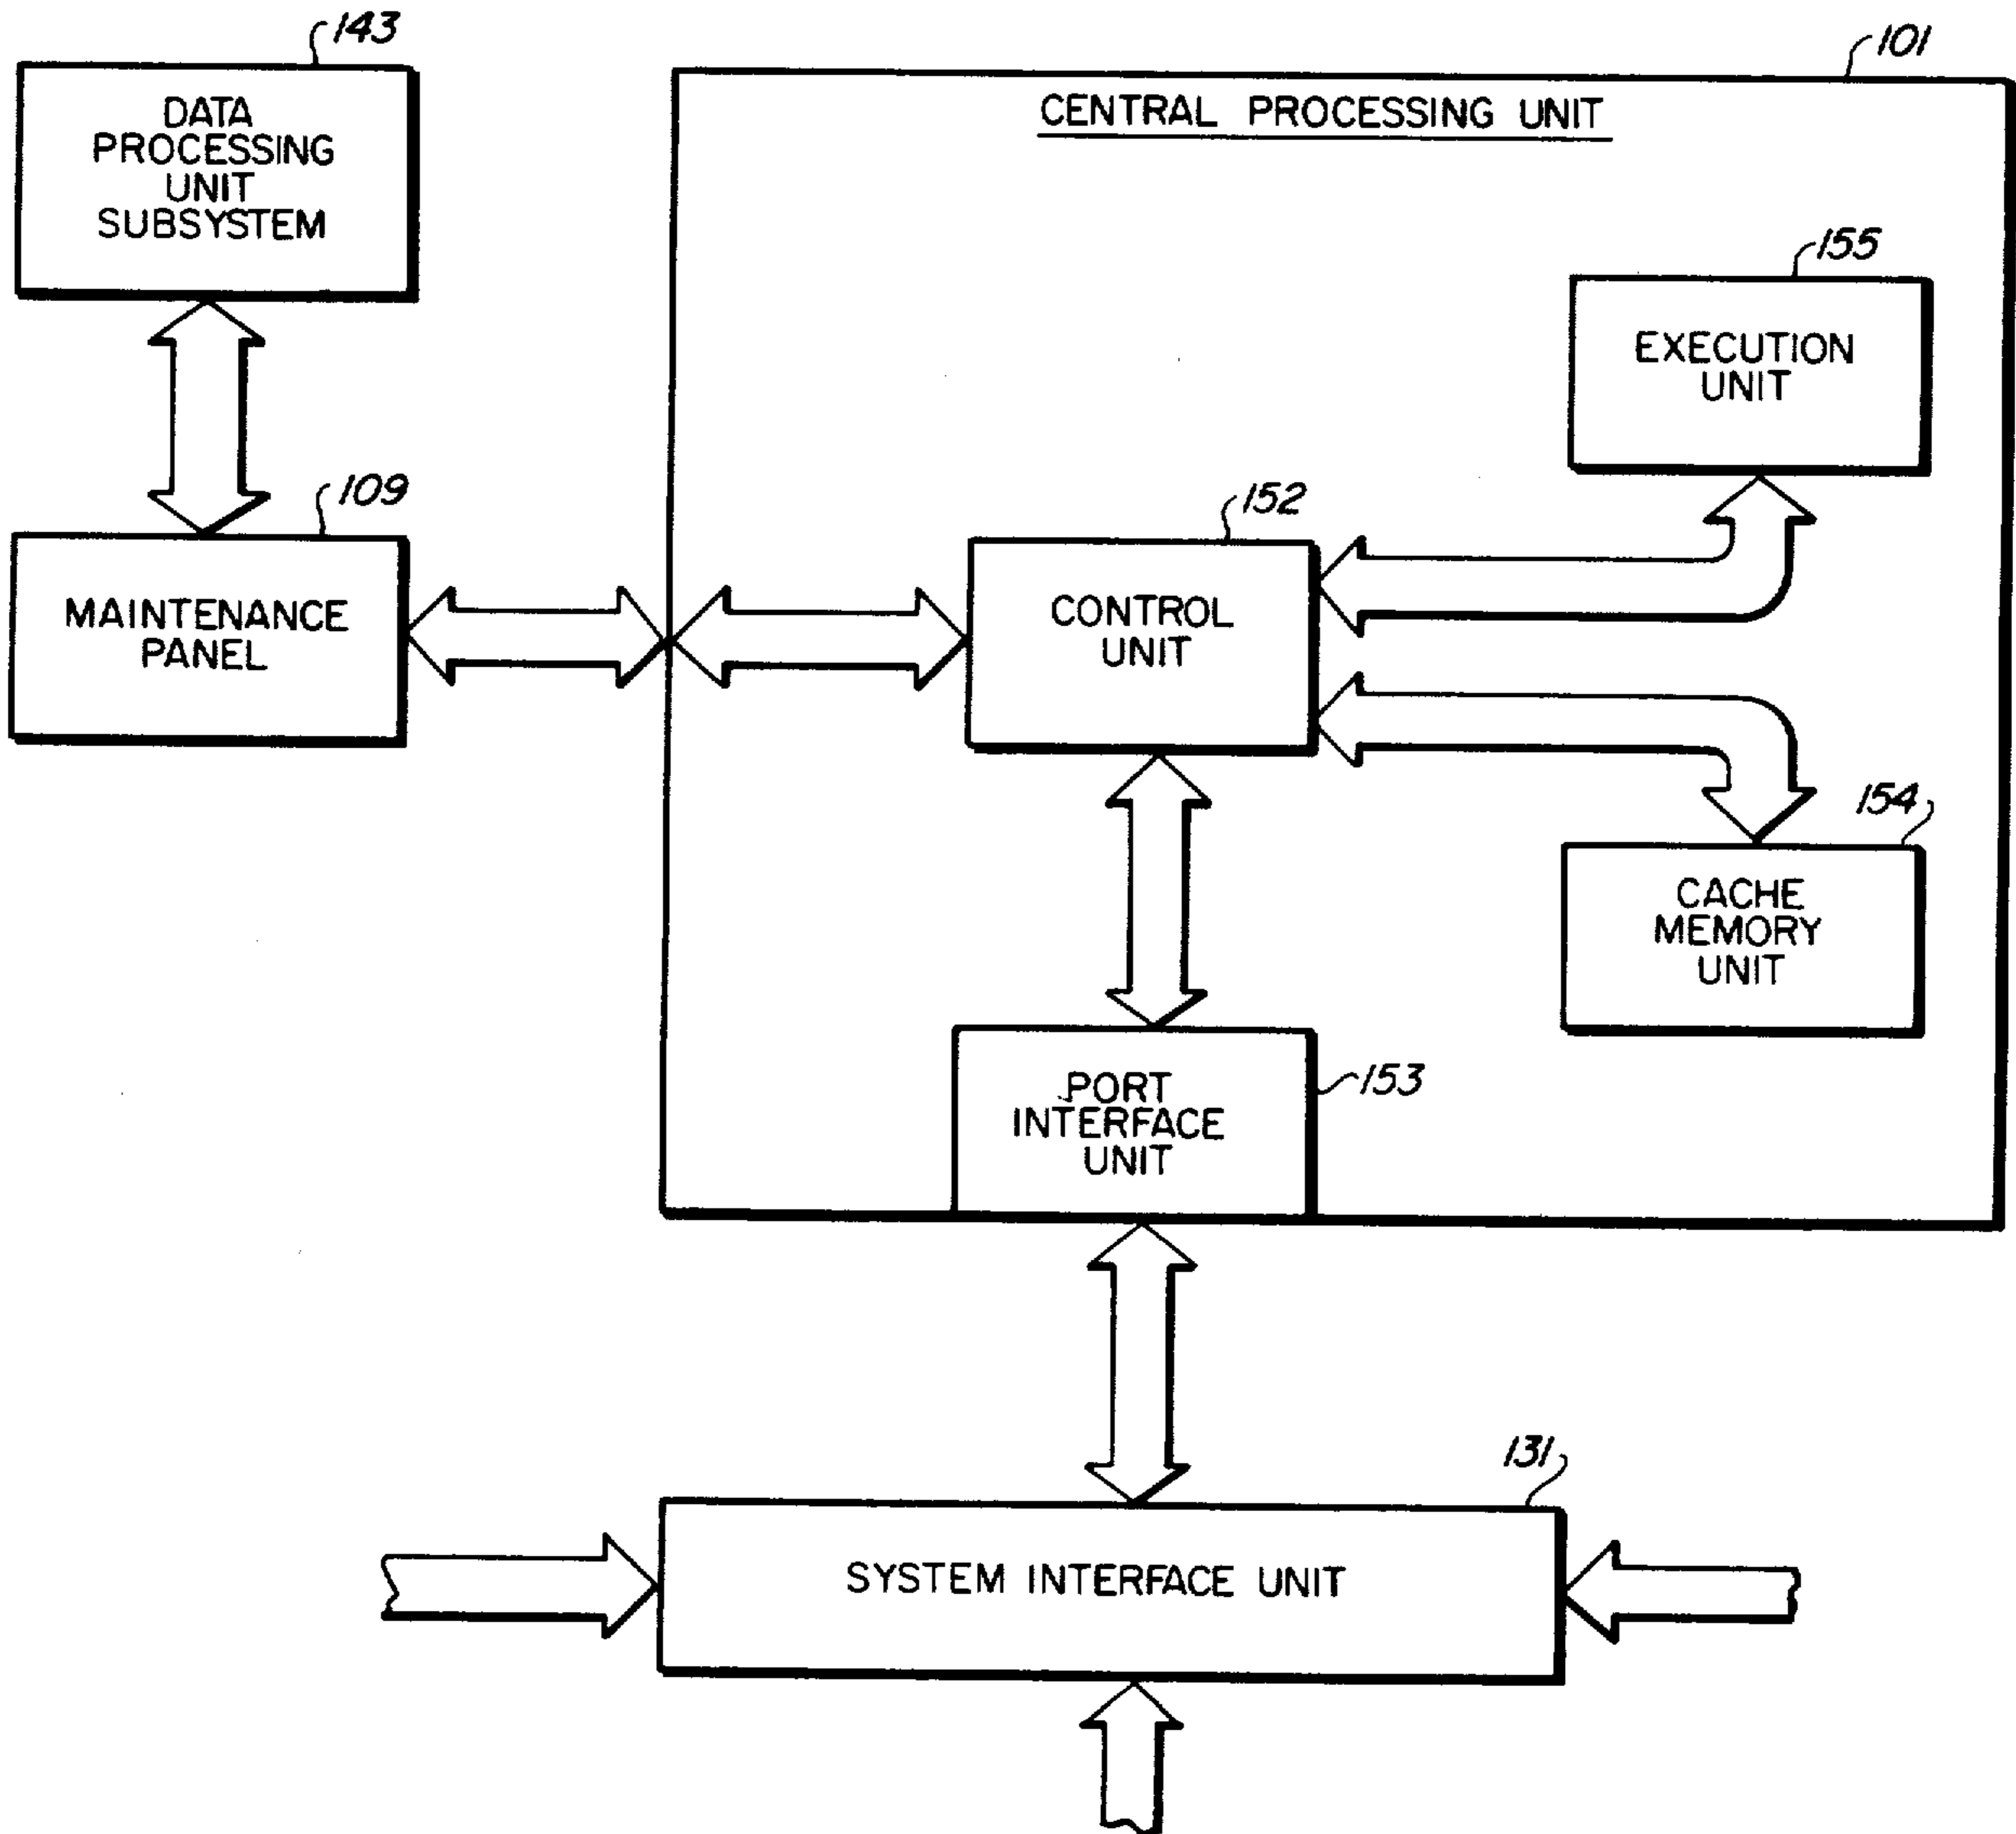 143
DATA
PROCESSING
UNIT
SUBSYSTEM
101
CENTRAL PROCESSING UNIT
155
EXECUTION
UNIT
109
MAINTENANCE
PANEL
152
CONTROL
UNIT
154
CACHE
MEMORY
UNIT
153
PORT
INTERFACE
UNIT
131
SYSTEM INTERFACE UNIT